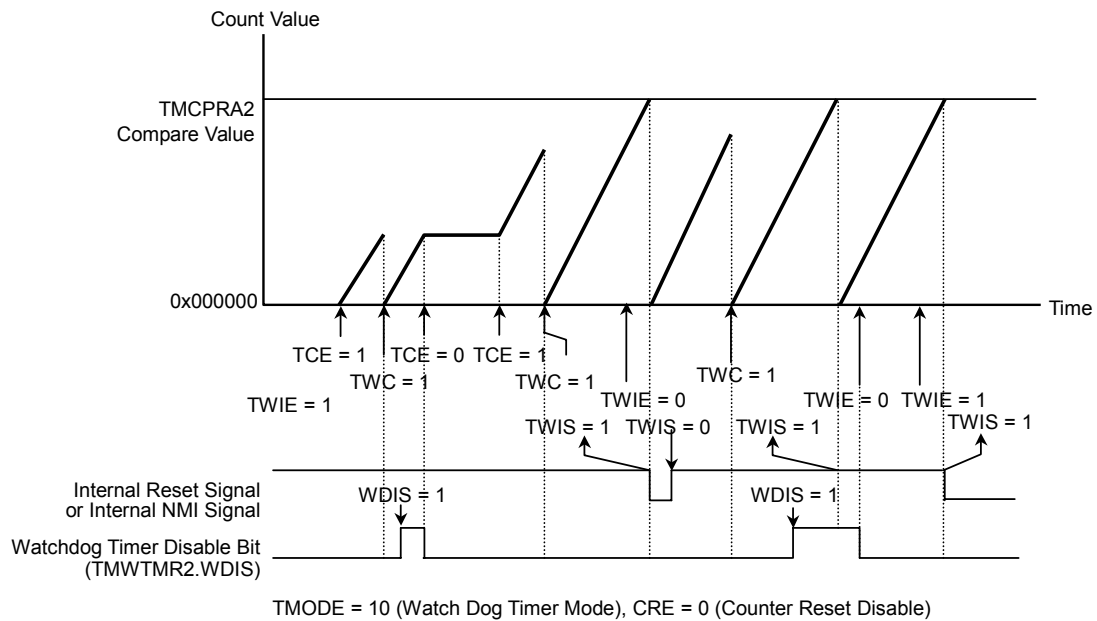 Count Value
TMCPRA2
Compare Value
0x000000
Time
TCE = 1
TCE = 0
TCE = 1
TWC = 1
TWC = 1
TWC = 1
TWIE = 1
TWIE = 0
TWIE = 0
TWIE = 1
TWIS = 1
TWIS = 0
TWIS = 1
TWIS = 1
Internal Reset Signal
or Internal NMI Signal
WDIS = 1
WDIS = 1
Watchdog Timer Disable Bit
(TMWTMR2.WDIS)
TMODE = 10 (Watch Dog Timer Mode), CRE = 0 (Counter Reset Disable)